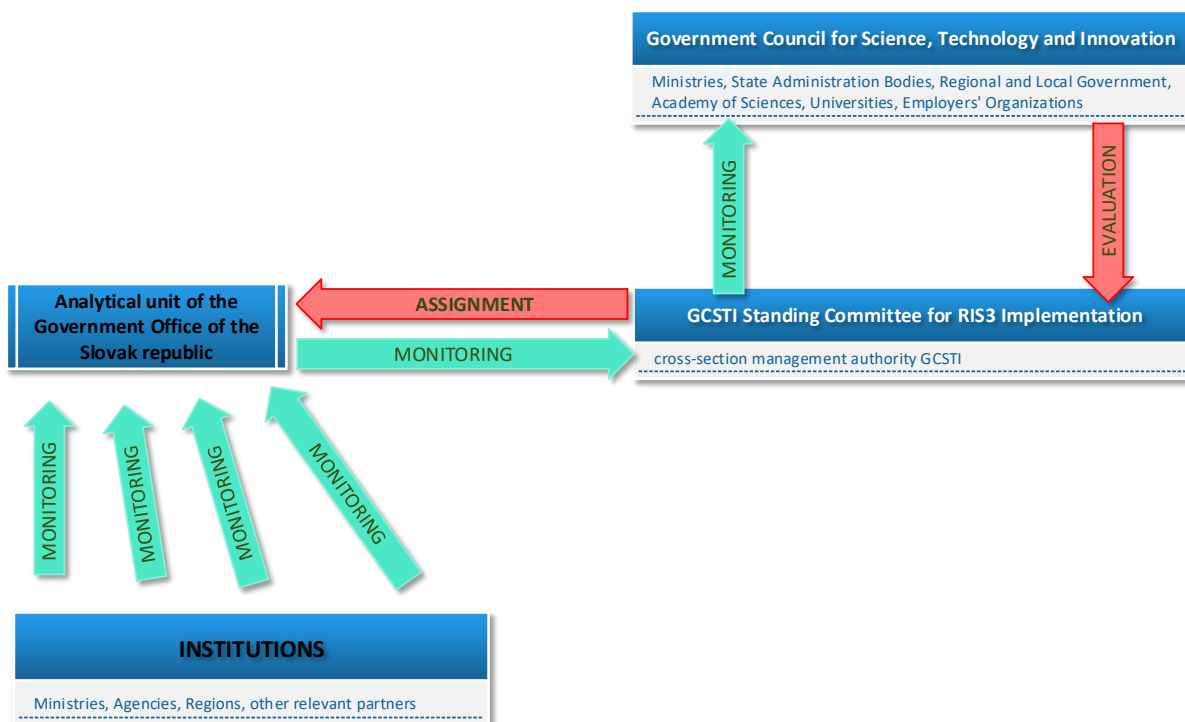 Government Council for Science, Technology and Innovation
Ministries, State Administration Bodies, Regional and Local Government,
Academy of Sciences, Universities, Employers' Organizations
MONITORING
EVALUATION
Analytical unit of the
Government Office of the
Slovak republic
ASSIGNMENT
MONITORING
GCSTI Standing Committee for RIS3 Implementation
cross-section management authority GCSTI
MONITORING
MONITORING
MONITORING
MONITORING
INSTITUTIONS
Ministries, Agencies, Regions, other relevant partners